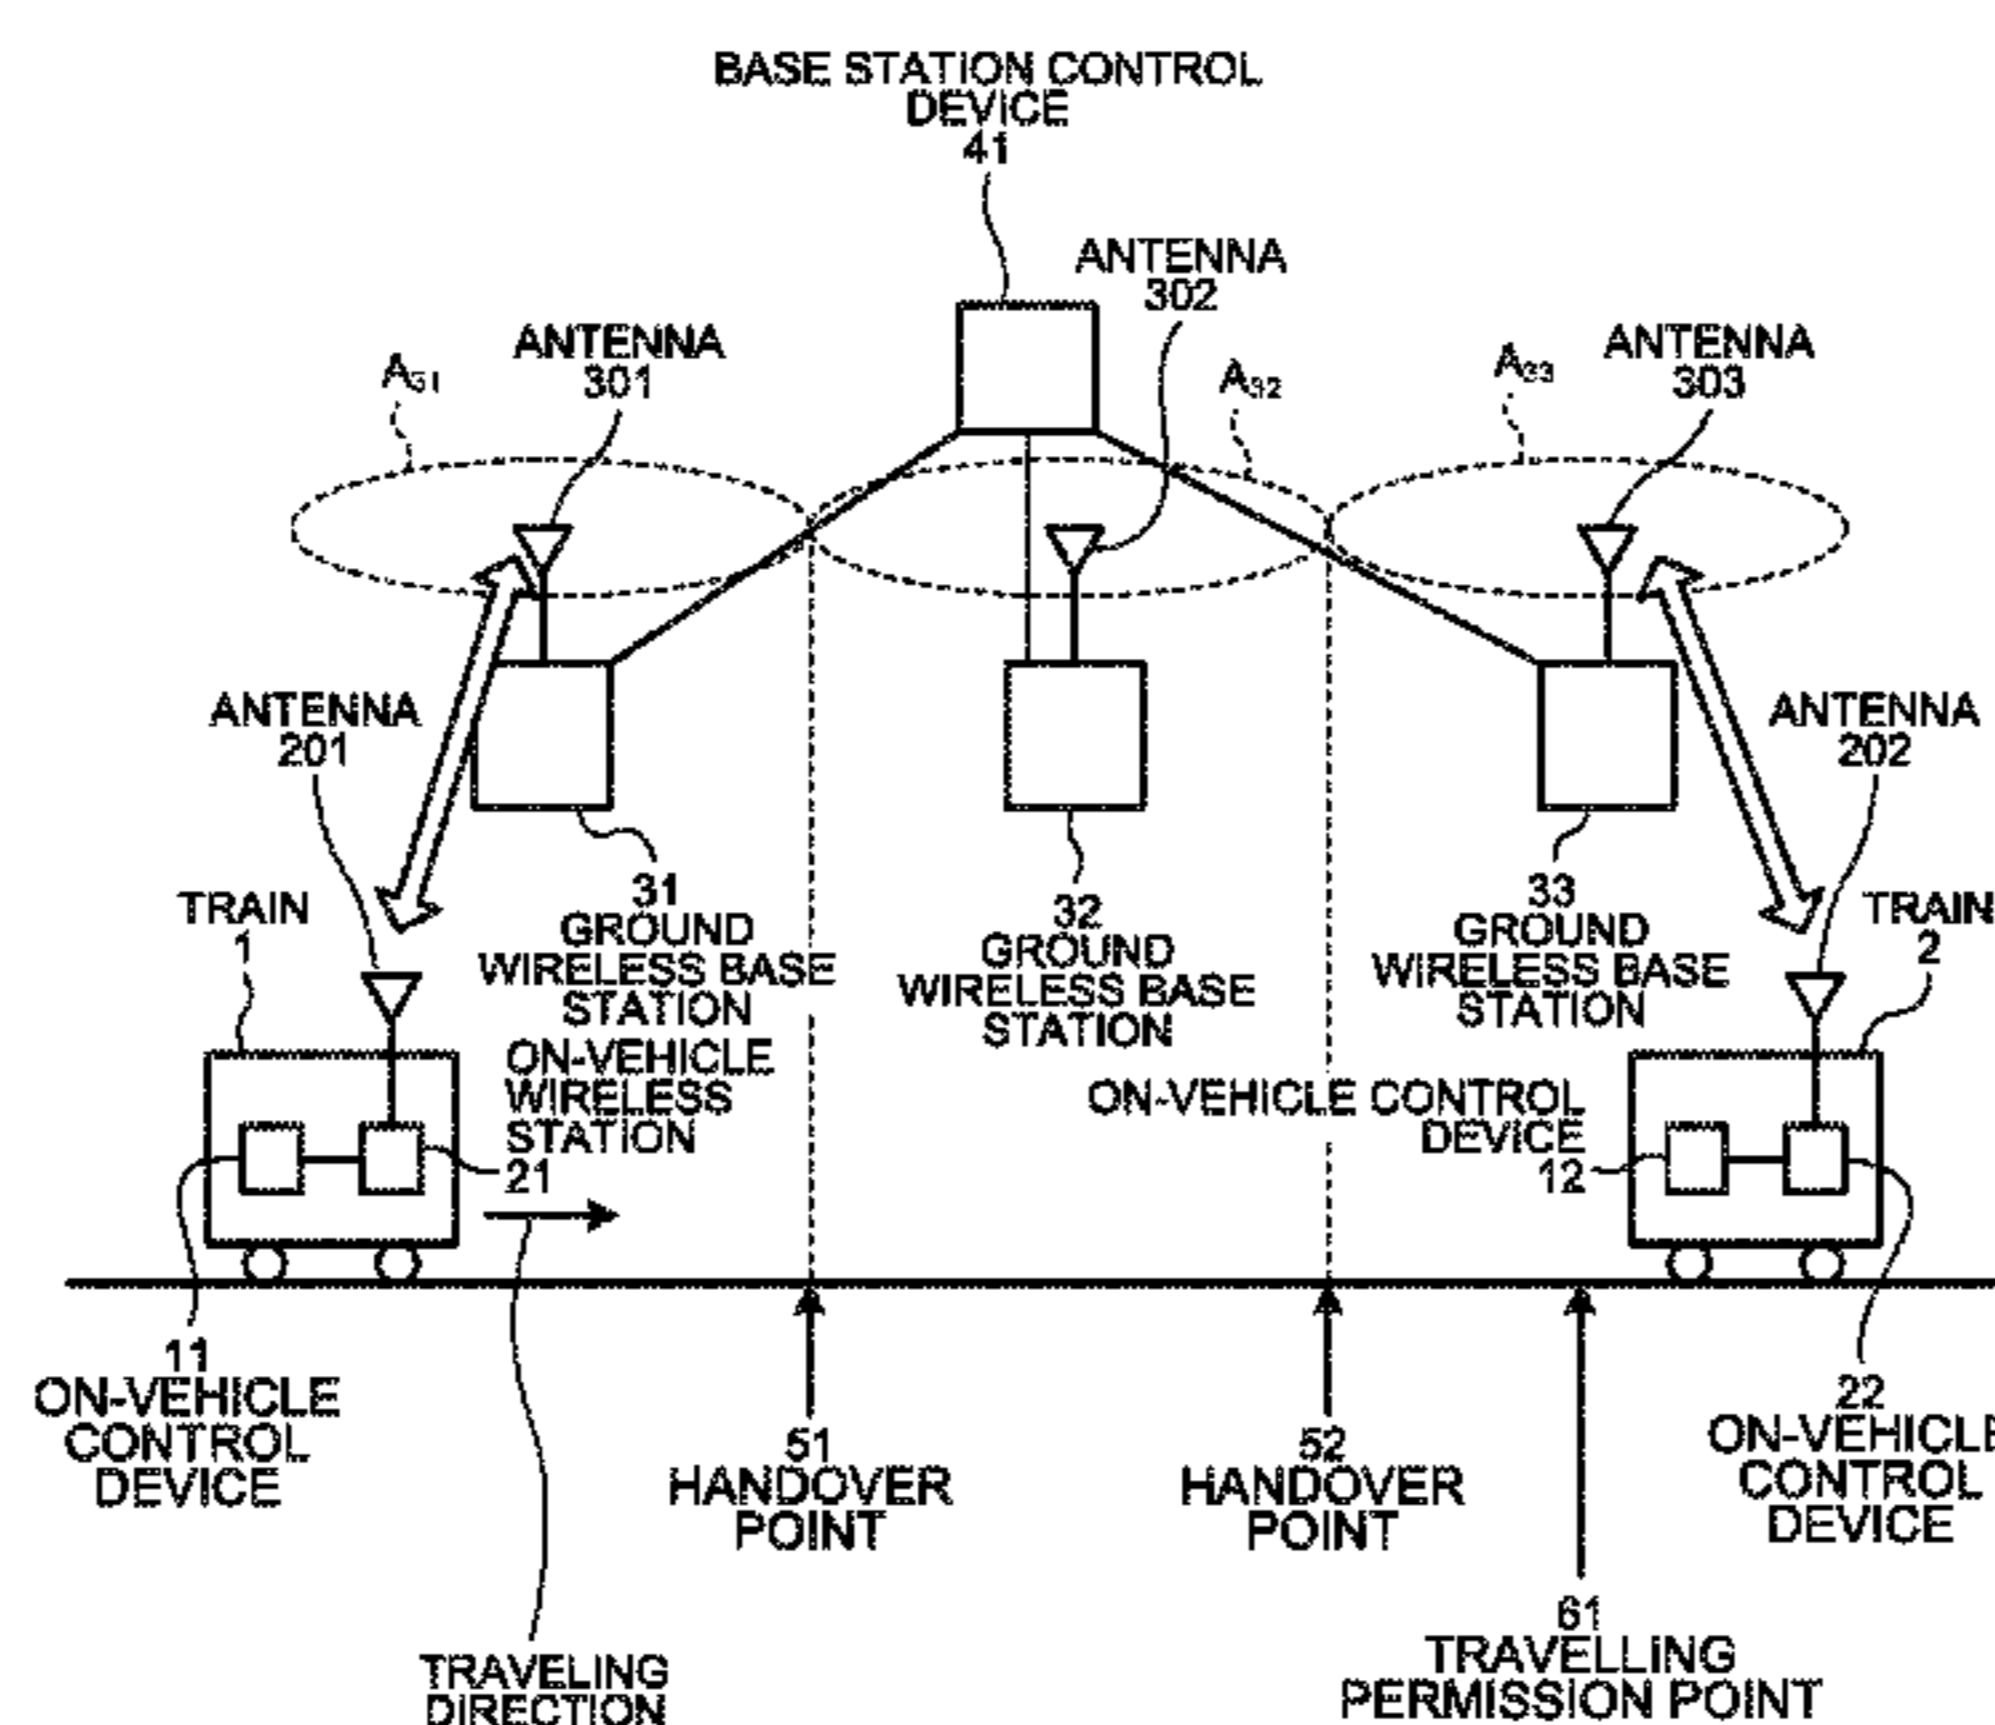 BASE STATION CONTROL
DEVICE
41
ANTENNA
302
ANTENNA
301
ANTENNA
303
A31
A32
A33
ANTENNA
201
ANTENNA
202
TRAIN
1
31
GROUND
WIRELESS BASE
STATION
32
GROUND
WIRELESS BASE
STATION
33
GROUND
WIRELESS BASE
STATION
TRAIN
2
ON-VEHICLE
WIRELESS
STATION
21
ON-VEHICLE CONTROL
DEVICE
12
11
ON-VEHICLE
CONTROL
DEVICE
51
HANDOVER
POINT
52
HANDOVER
POINT
22
ON-VEHICLE
CONTROL
DEVICE
61
TRAVELLING
PERMISSION POINT
TRAVELING
DIRECTION